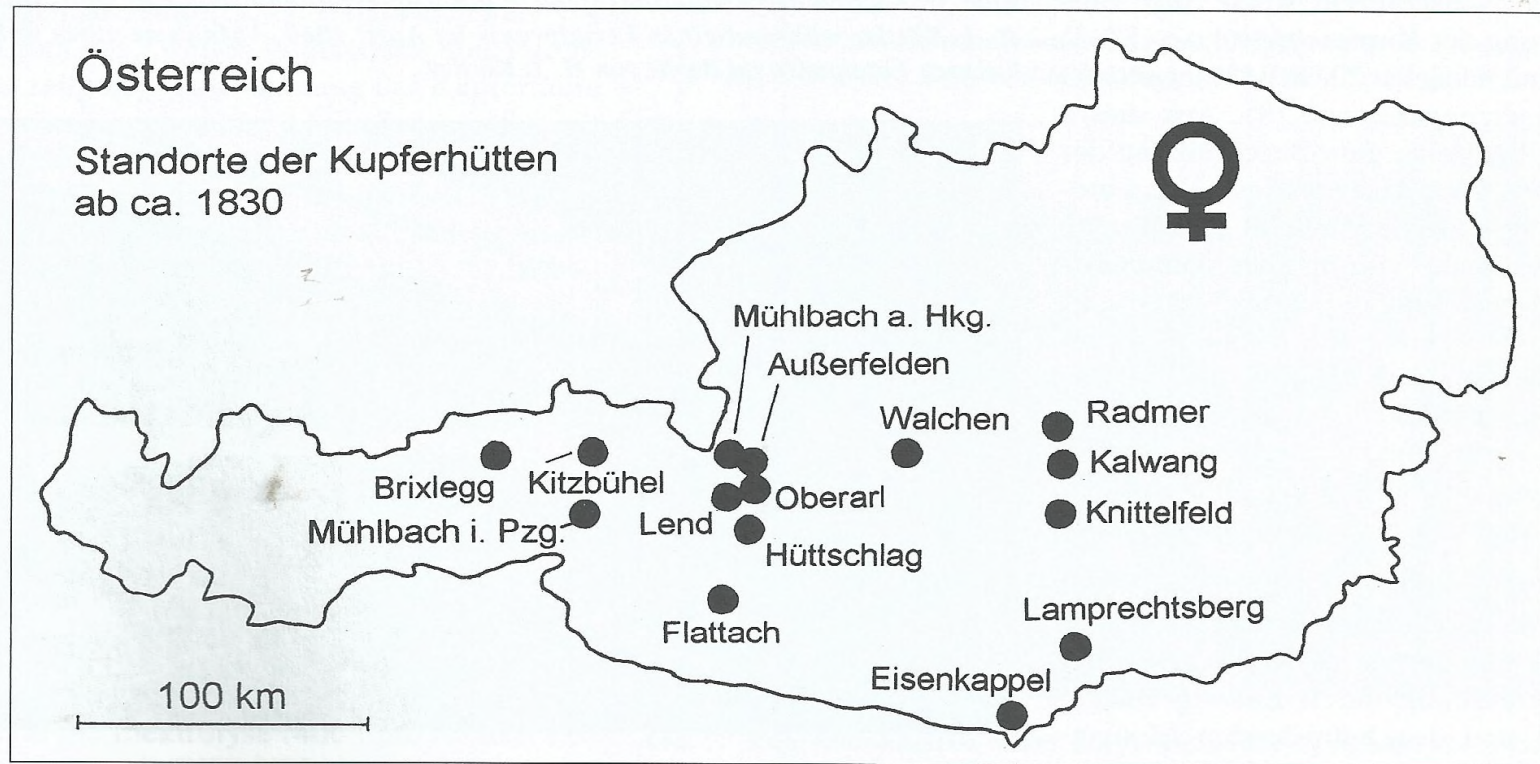 Österreich
Standorte der Kupferhütten
ab ca. 1830
Mühlbach a. Hkg.
Außerfelden
Walchen
Radmer
Kalwang
Knittelfeld
Brixlegg
Kitzbühel
Mühlbach i. Pzg.
Lend
Oberarl
Hüttschlag
Flattach
Lamprechtsberg
Eisenkappel
100 km